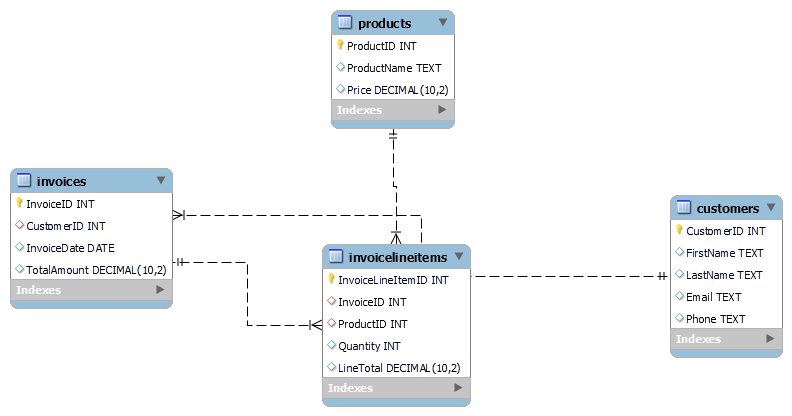 products
ProductID INT
ProductName TEXT
Price DECIMAL(10,2)
Indexes
invoices
InvoiceID INT
CustomerID INT
InvoiceDate DATE
TotalAmount DECIMAL(10,2)
Indexes
invoicelineitems
InvoiceLineItemID INT
InvoiceID INT
ProductID INT
Quantity INT
LineTotal DECIMAL(10,2)
Indexes
customers
CustomerID INT
FirstName TEXT
LastName TEXT
Email TEXT
Phone TEXT
Indexes